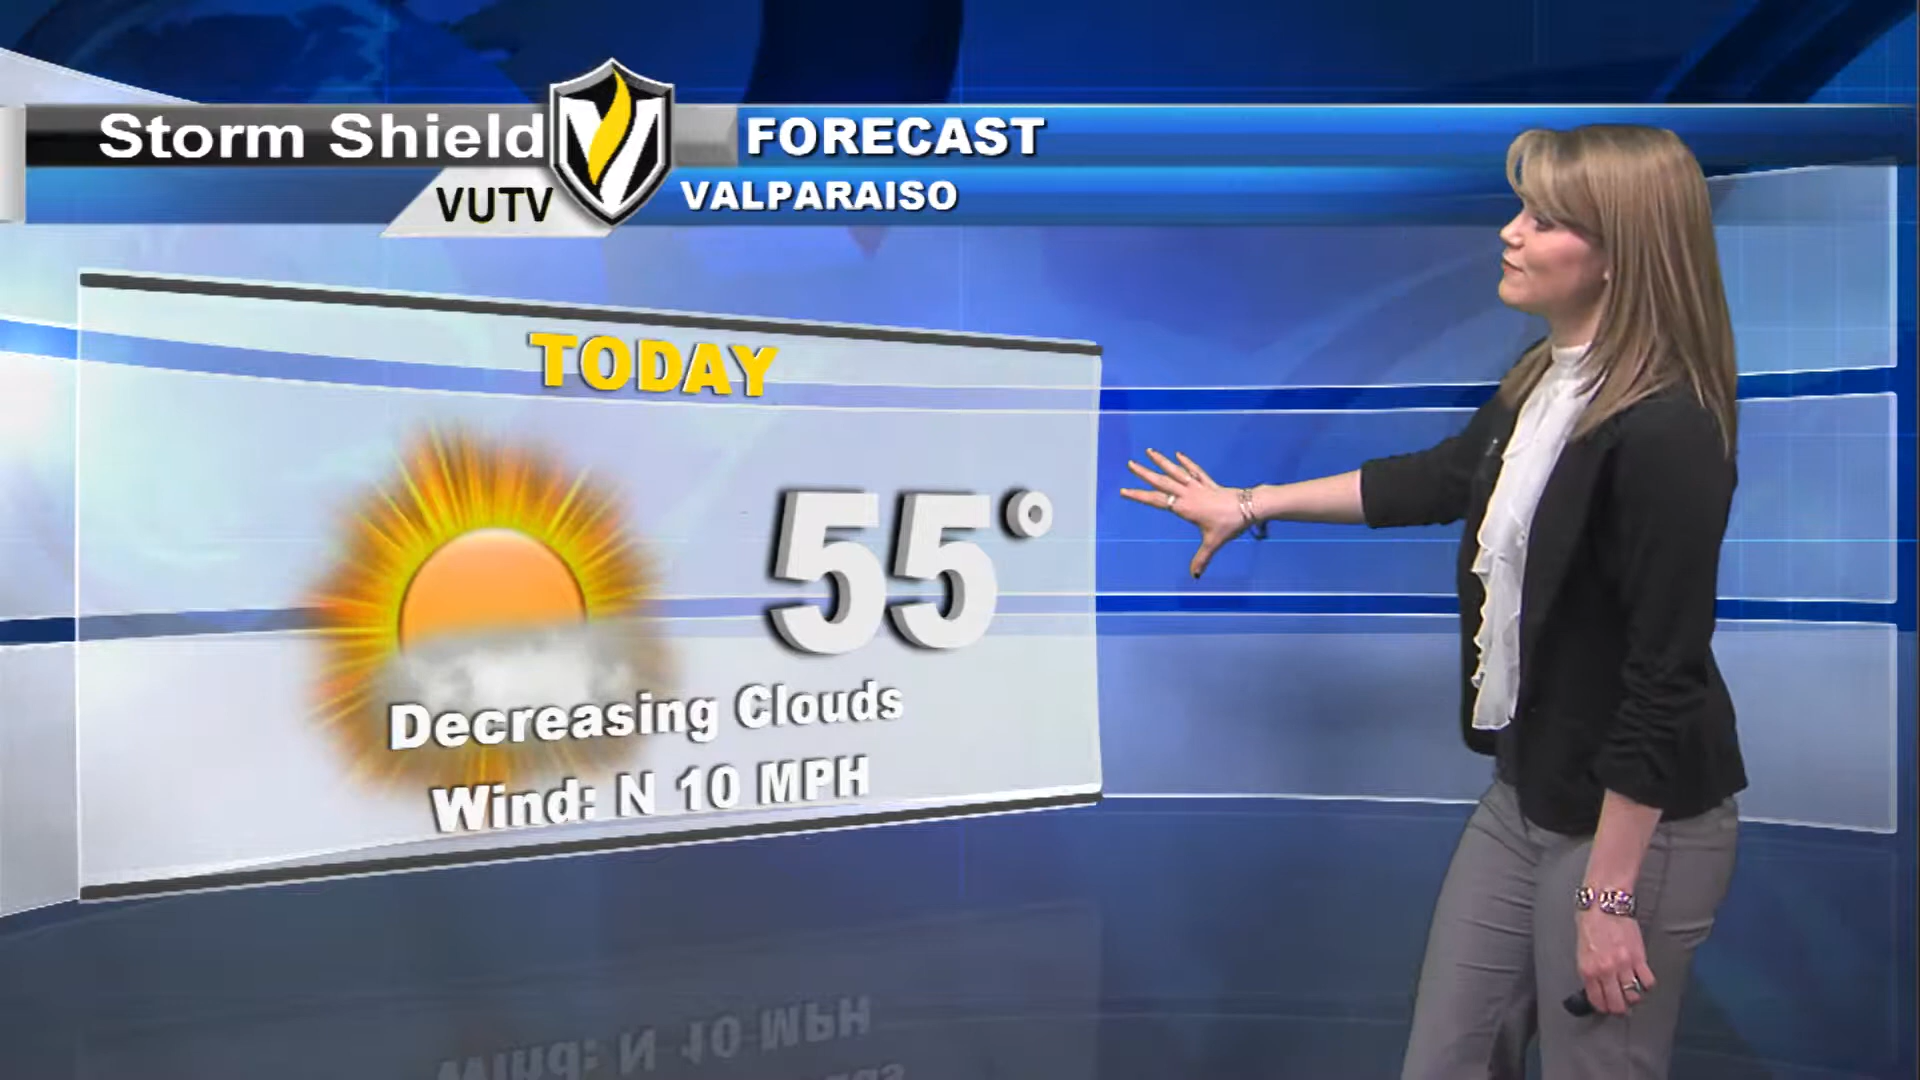 Storm Shield
FORECAST
VUTV
VALPARAISO
TODAY
55°
Decreasing Clouds
Wind: N 10 MPH